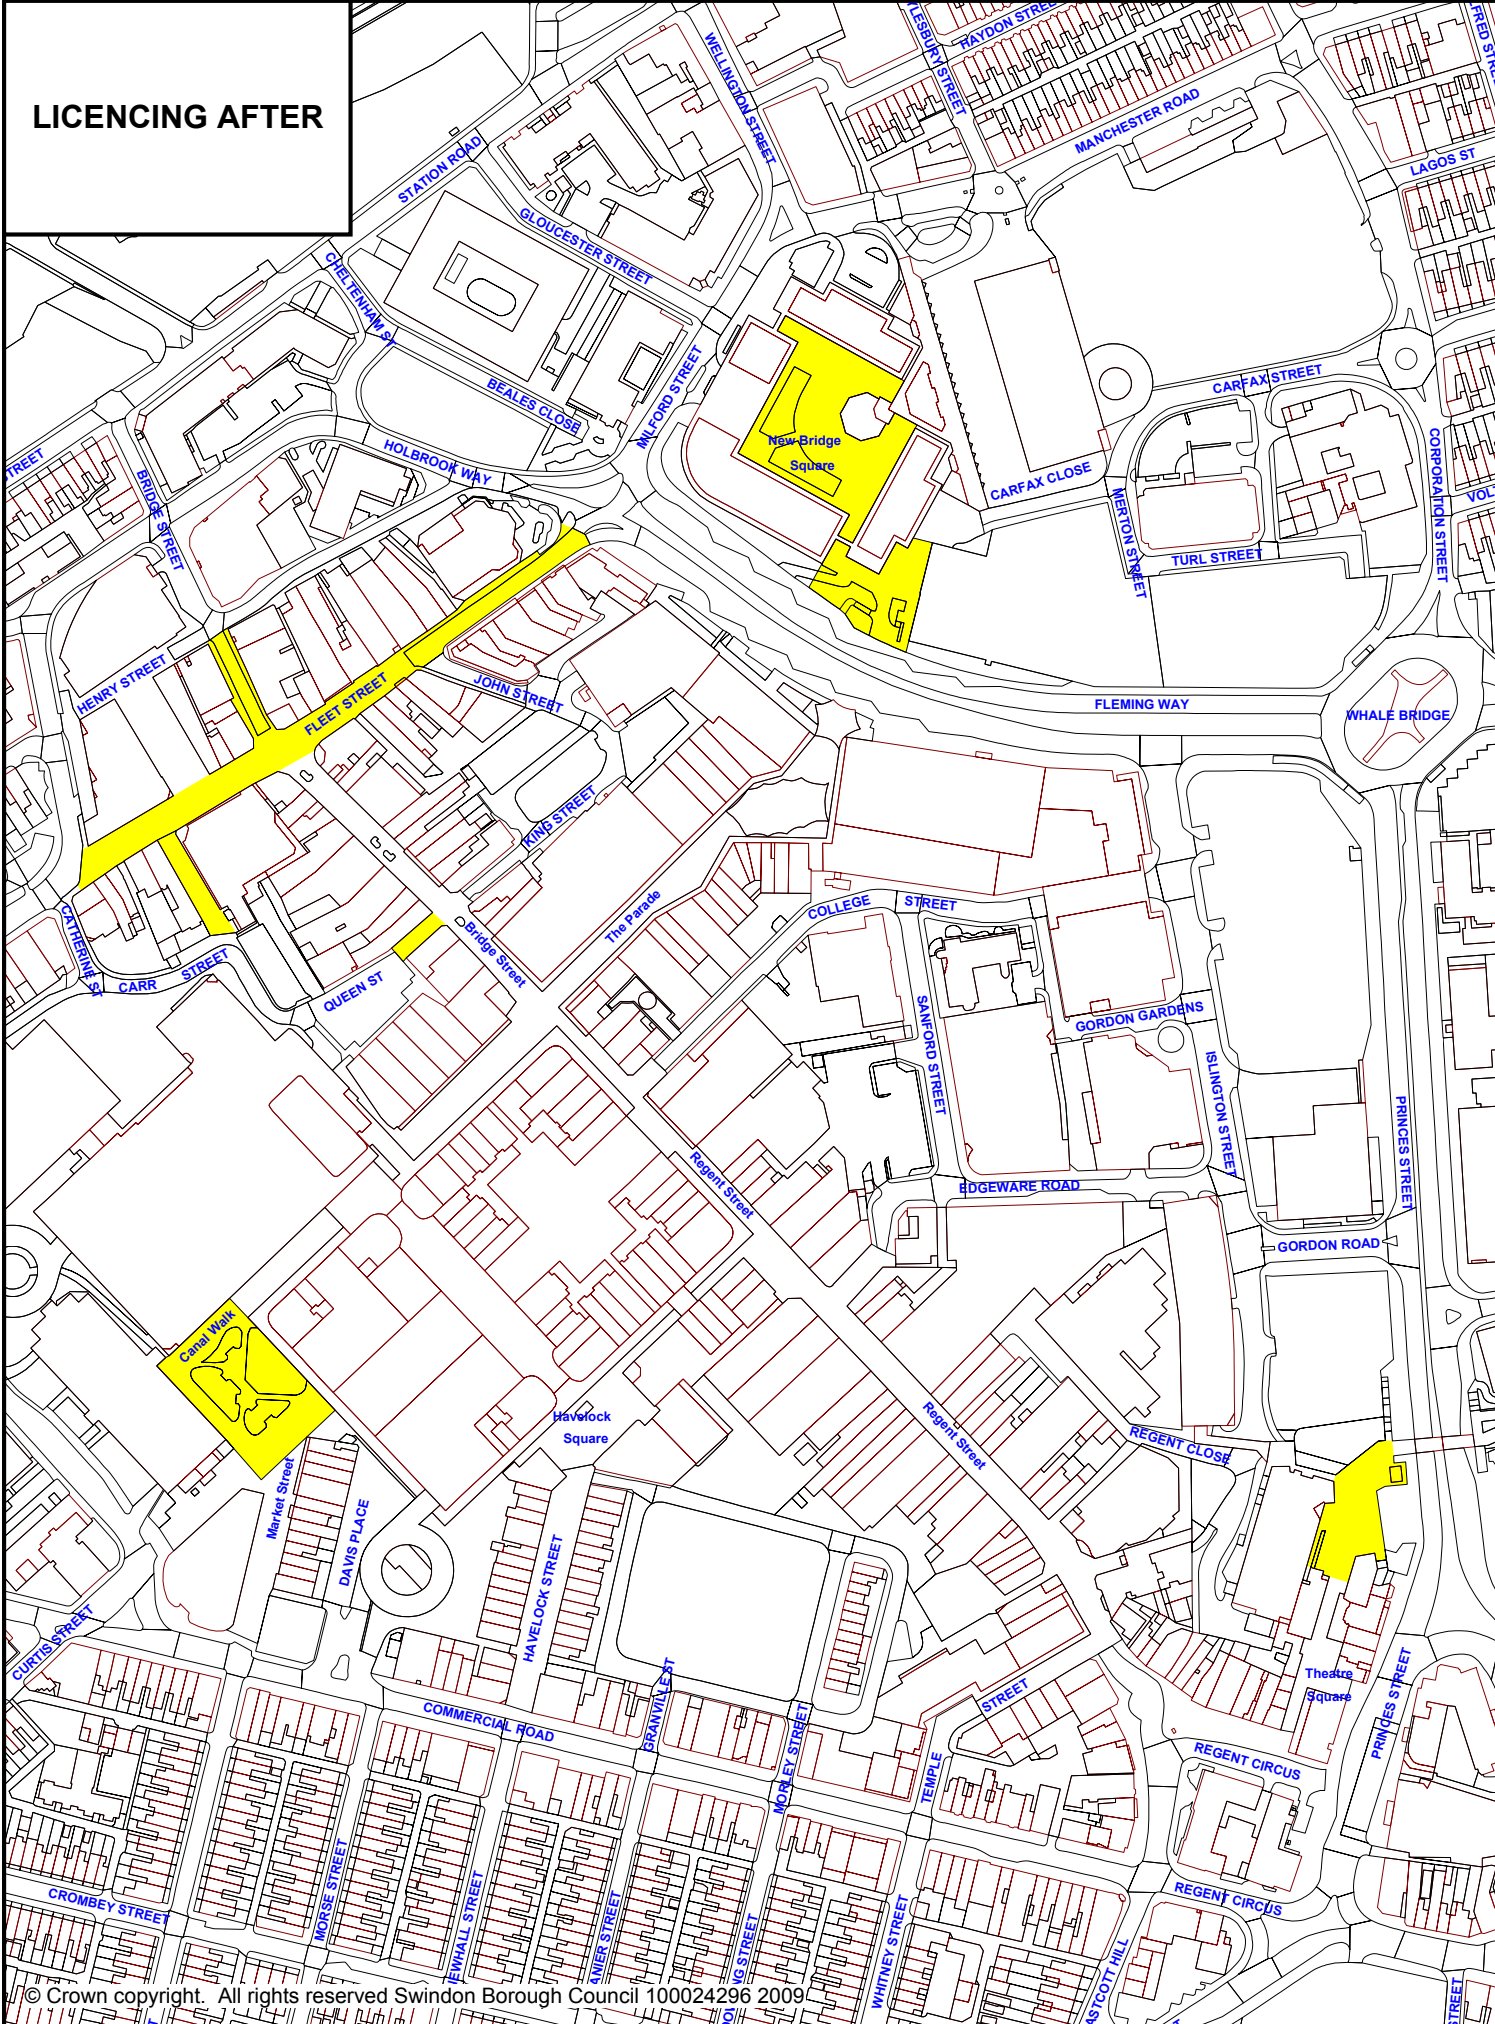 LICENCING AFTER
HAYDON STREET
WELLINGTON STREET
MANCHESTER ROAD
LAGOS ST
STATION ROAD
GLOUCESTER STREET
CHELTENHAM ST
CARFAX STREET
BEALES CLOSE
MILFORD STREET
New Bridge
Square
HOLBROOK WAY
STREET
BRIDGE STREET
CARFAX CLOSE
MERTON STREET
CORPORATION STREET
TURL STREET
HENRY STREET
JOHN STREET
FLEET STREET
FLEMING WAY
WHALE BRIDGE
KING STREET
The Parade
COLLEGE STREET
CATHERINE ST
CARR STREET
Bridge Street
QUEEN ST
SANFORD STREET
GORDON GARDENS
ISLINGTON STREET
PRINCES STREET
Regent Street
EDGEWARE ROAD
GORDON ROAD
Canal Walk
Havelock
Square
Regent Street
REGENT CLOSE
Market Street
DAVIS PLACE
HAVELOCK STREET
CURTIS STREET
GRANVILLE ST
STREET
Theatre
Square
PRINCES STREET
COMMERCIAL ROAD
MORLEY STREET
TEMPLE
REGENT CIRCUS
CROMBEY STREET
MORSE STREET
WHITNEY STREET
REGENT CIRCUS
STREET
© Crown copyright.  All rights reserved Swindon Borough Council 100024296 2009